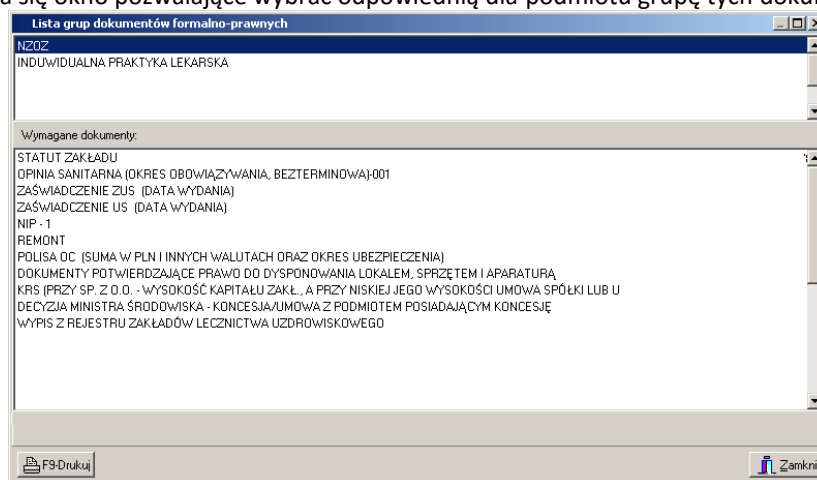 się okno pozwalające wybrać odpowiednią dla podmiotu grupę tych
Lista grup dokumentów formalno-prawnych
NZOZ
INDUWIDUALNA PRAKTYKA LEKARSKA
Wymagane dokumenty:
STATUT ZAKŁADU
OPINIA SANITARNA (OKRES OBOWIĄZYWANIA, BEZTERMINOWA)-001
ZAŚWIADCZENIE ZUS (DATA WYDANIA)
ZAŚWIADCZENIE US (DATA WYDANIA)
NIP - 1
REMONT
POLISA OC (SUMA W PLN I INNYCH WALUTACH ORAZ OKRES UBEZPIECZENIA)
DOKUMENTY POTWIERDZAJĄCE PRAWO DO DYSPONOWANIA LOKALEM, SPRZĘTEM I APARATURĄ
KRS (PRZY SP. Z O.O. - WYSOKOŚĆ KAPITAŁU ZAKŁ., A PRZY NISKIEJ JEGO WYSOKOŚCI UMOWA SPÓŁKI LUB U
DECYZJA MINISTRA ŚRODOWISKA - KONCESJA/UMOWA Z PODMIOTEM POSIADAJĄCYM KONCESJĘ
WYPIS Z REJESTRU ZAKŁADÓW LECZNICTWA UZDROWISKOWEGO
F9-Drukuj
Zamkni